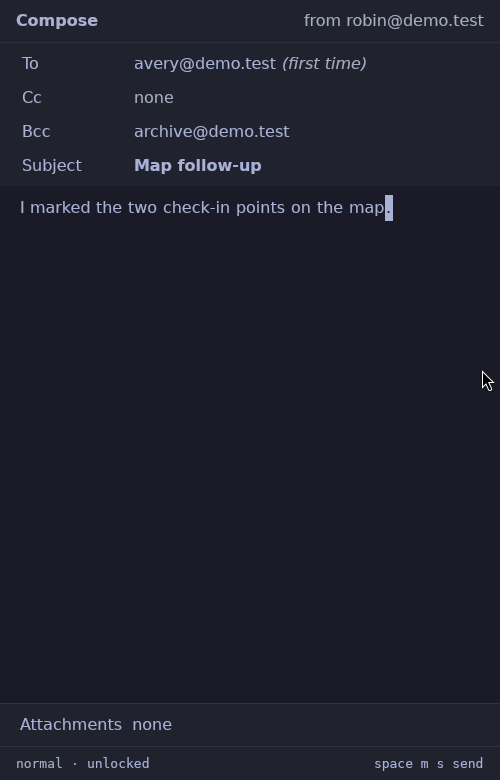 Compose from robin@demo.test
To avery@demo.test (first time)
Cc none
Bcc archive@demo.test
Subject Map follow-up
I marked the two check-in points on the map.
Attachments none
normal · unlocked space m s send